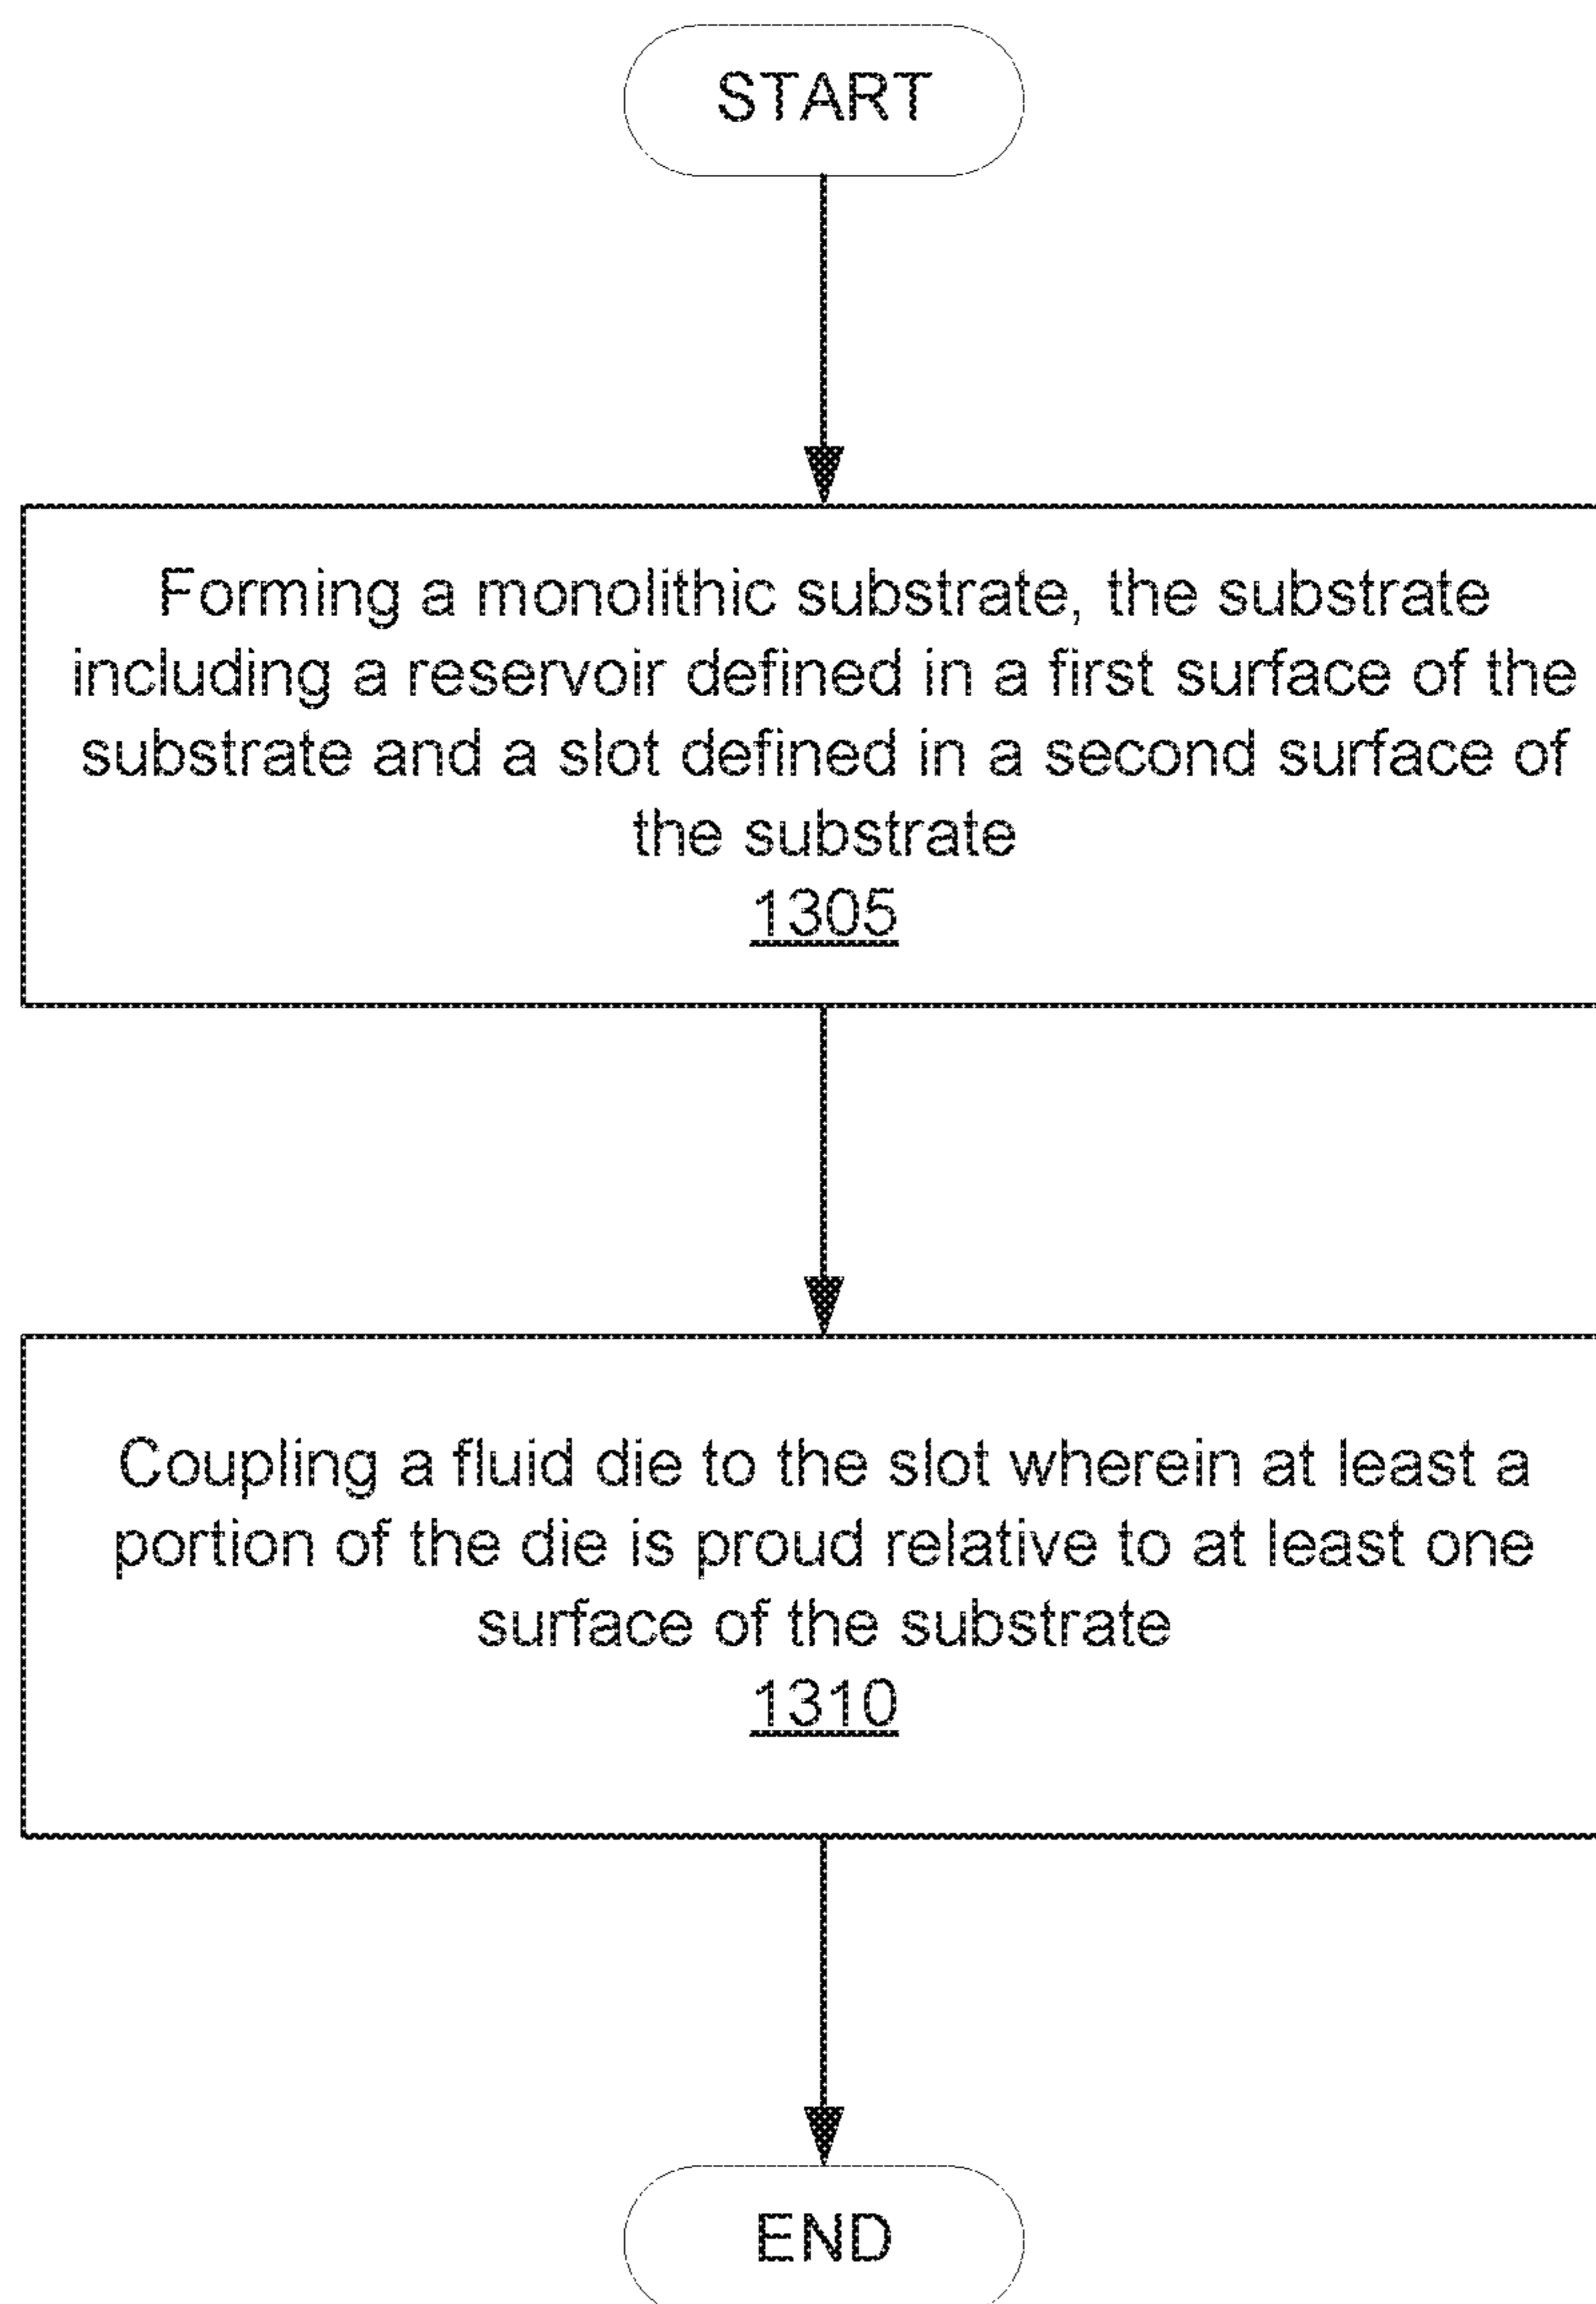 START
Forming a monolithic substrate, the substrate
including a reservoir defined in a first surface of the
substrate and a slot defined in a second surface of
the substrate
1305
Coupling a fluid die to the slot wherein at least a
portion of the die is proud relative to at least one
surface of the substrate
1310
END